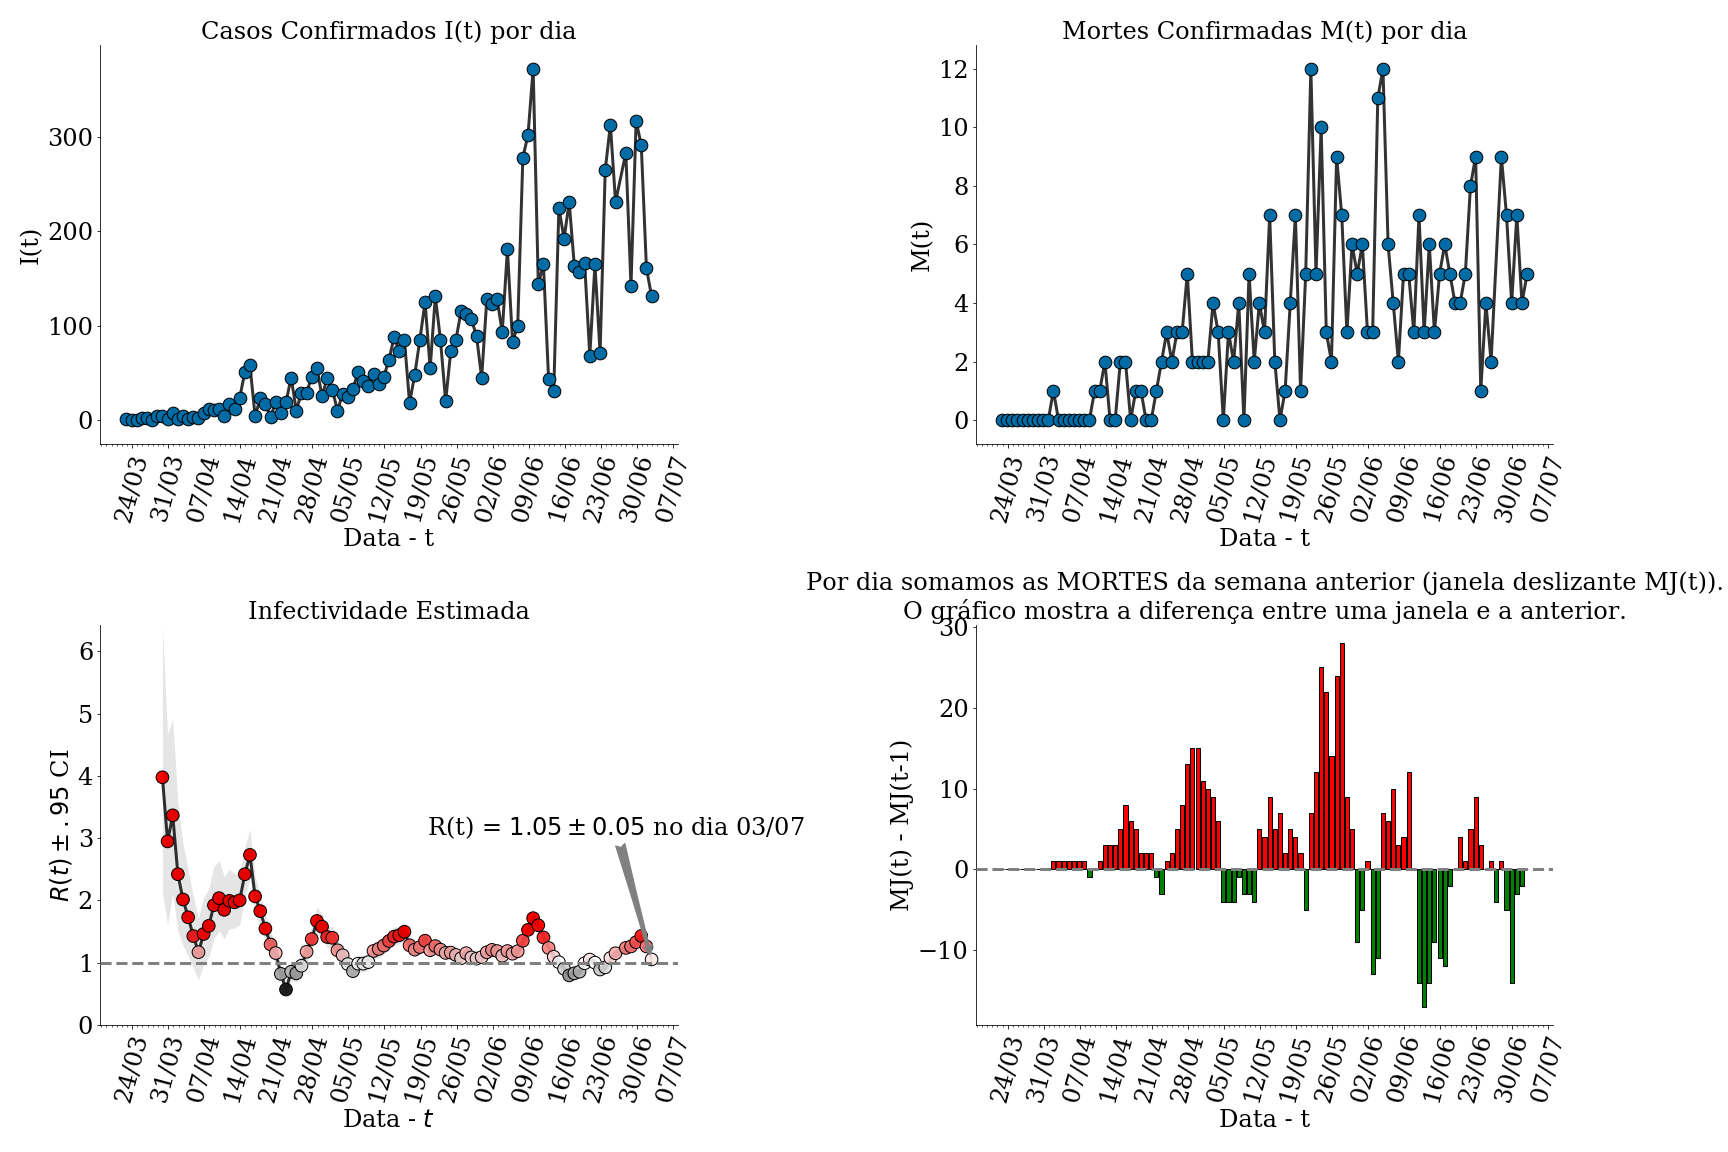 Casos Confirmados I(t) por dia
I(t)
300
200
100
0
24/03 31/03 07/04 14/04 21/04 28/04 05/05 12/05 19/05 26/05 02/06 09/06 16/06 23/06 30/06 07/07
Data - t
Mortes Confirmadas M(t) por dia
M(t)
12
10
8
6
4
2
0
24/03 31/03 07/04 14/04 21/04 28/04 05/05 12/05 19/05 26/05 02/06 09/06 16/06 23/06 30/06 07/07
Data - t
Infectividade Estimada
R(t) ± .95 CI
6
5
4
3
2
1
0
R(t) = 1.05 ± 0.05 no dia 03/07
24/03 31/03 07/04 14/04 21/04 28/04 05/05 12/05 19/05 26/05 02/06 09/06 16/06 23/06 30/06 07/07
Data - t
Por dia somamos as MORTES da semana anterior (janela deslizante MJ(t)).
O gráfico mostra a diferença entre uma janela e a anterior.
MJ(t) - MJ(t-1)
30
20
10
0
−10
24/03 31/03 07/04 14/04 21/04 28/04 05/05 12/05 19/05 26/05 02/06 09/06 16/06 23/06 30/06 07/07
Data - t